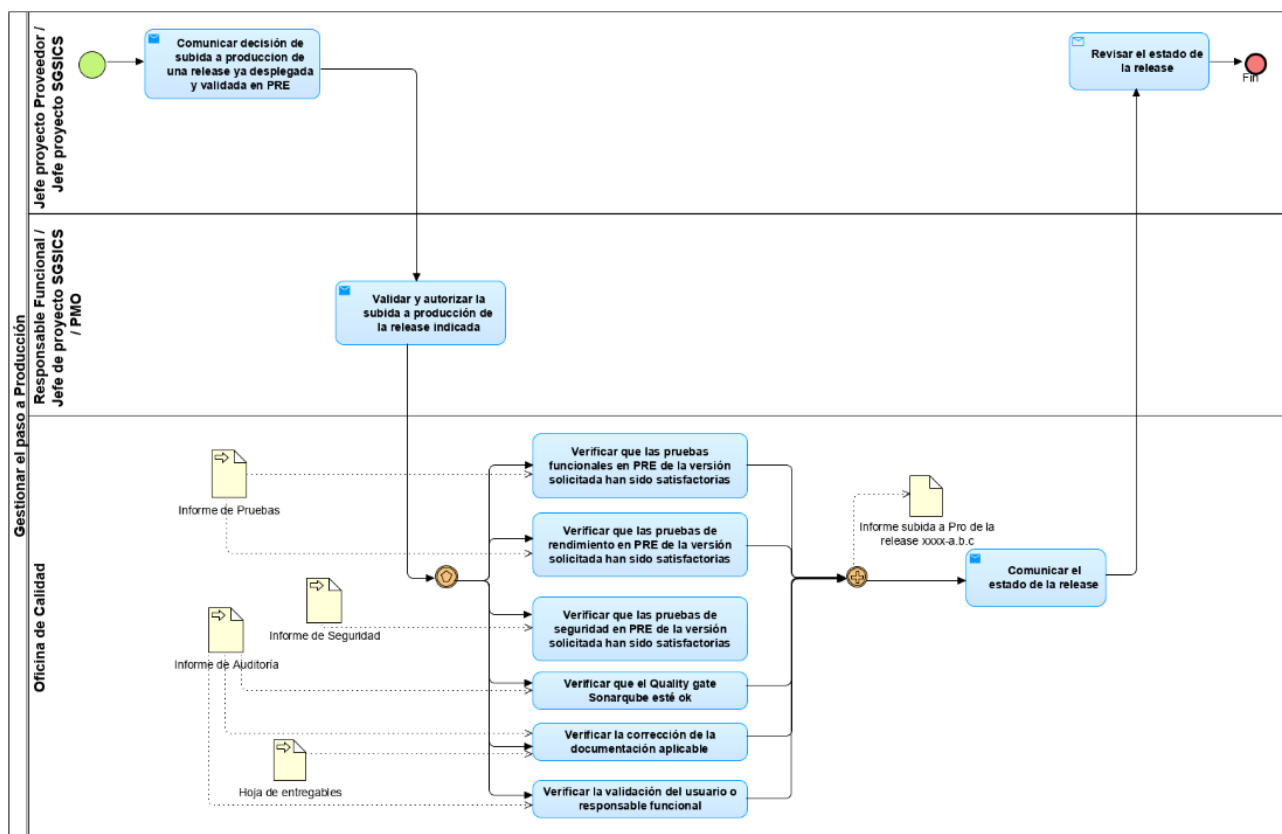 Gestionar el paso a Producción
Jefe proyecto Proveedor /
Jefe proyecto SGSICS
Comunicar decisión de
subida a produccion de
una release ya desplegada
y validada en PRE
Revisar el estado de
la release
Fin
Responsable Funcional /
Jefe de proyecto SGSICS
/ PMO
Validar y autorizar la
subida a producción de
la release indicada
Oficina de Calidad
Informe de Pruebas
Informe de Seguridad
Informe de Auditoría
Hoja de entregables
Verificar que las pruebas
funcionales en PRE de la versión
solicitada han sido satisfactorias
Verificar que las pruebas de
rendimiento en PRE de la versión
solicitada han sido satisfactorias
Verificar que las pruebas de
seguridad en PRE de la versión
solicitada han sido satisfactorias
Verificar que el Quality gate
Sonarqube esté ok
Verificar la corrección de la
documentación aplicable
Verificar la validación del usuario o
responsable funcional
Informe subida a Pro de la
release xxxx-a.b.c
Comunicar el
estado de la release